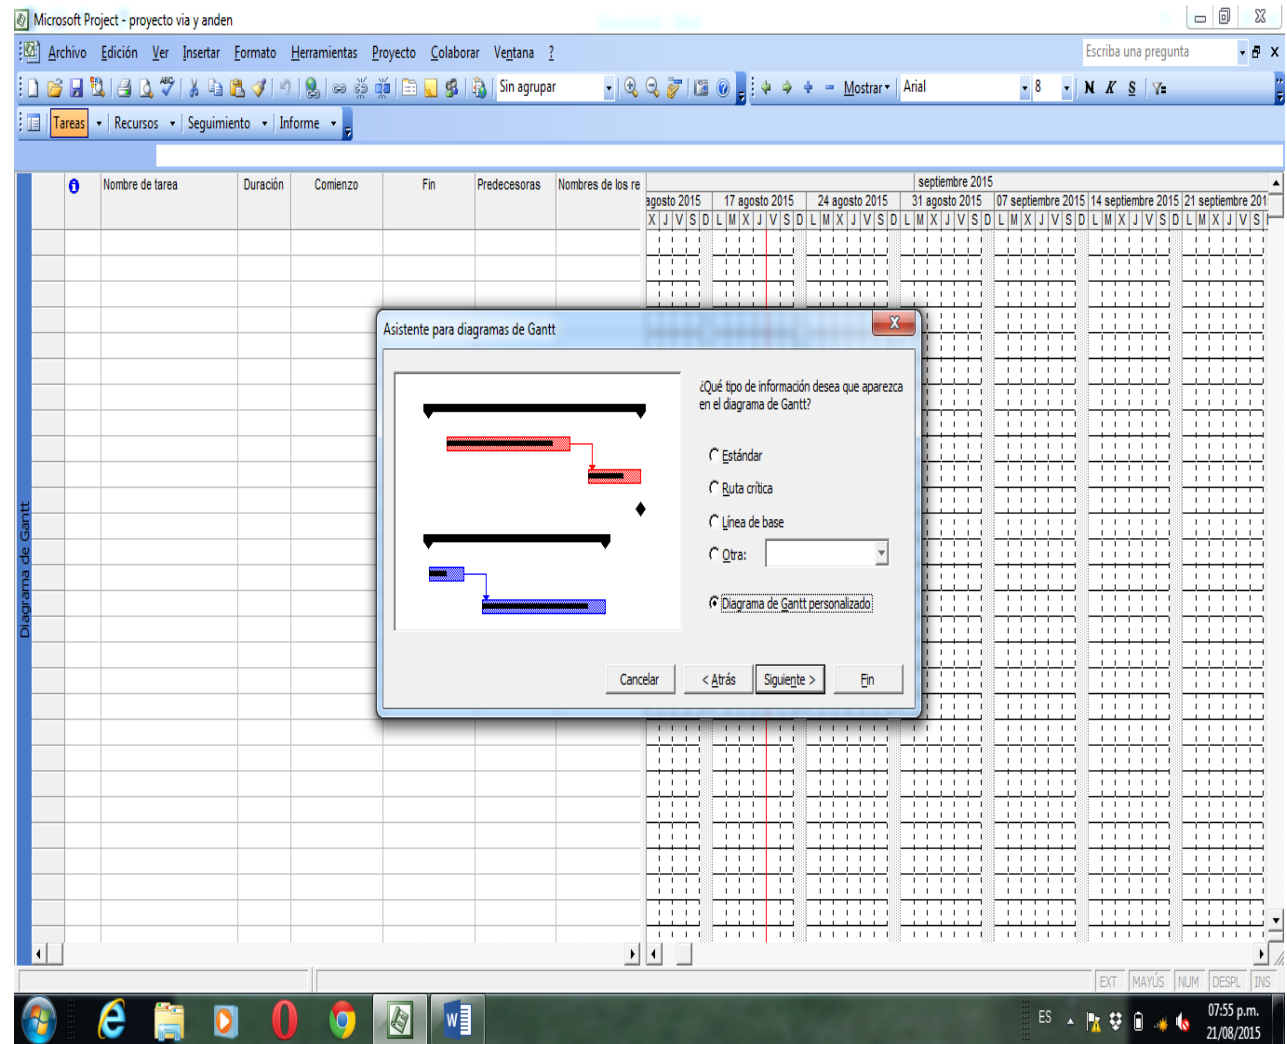 Microsoft Project - proyecto via y anden
Archivo Edición Ver Insertar Formato Herramientas Proyecto Colaborar Ventana ? Escriba una pregunta
Sin agrupar Mostrar Arial 8 N K S
Tareas Recursos Seguimiento Informe
Nombre de tarea Duración Comienzo Fin Predecesoras Nombres de los re
septiembre 2015
agosto 2015 17 agosto 2015 24 agosto 2015 31 agosto 2015 07 septiembre 2015 14 septiembre 2015 21 septiembre 201
X J V S D L M X J V S D L M X J V S D L M X J V S D L M X J V S D L M X J V S D L M X J V S
Diagrama de Gantt
Asistente para diagramas de Gantt
¿Qué tipo de información desea que aparezca
en el diagrama de Gantt?
Estándar
Ruta crítica
Línea de base
Otra:
Diagrama de Gantt personalizado
Cancelar < Atrás Siguiente > Fin
EXT MAYÚS NUM DESPL INS
ES 07:55 p.m.
21/08/2015